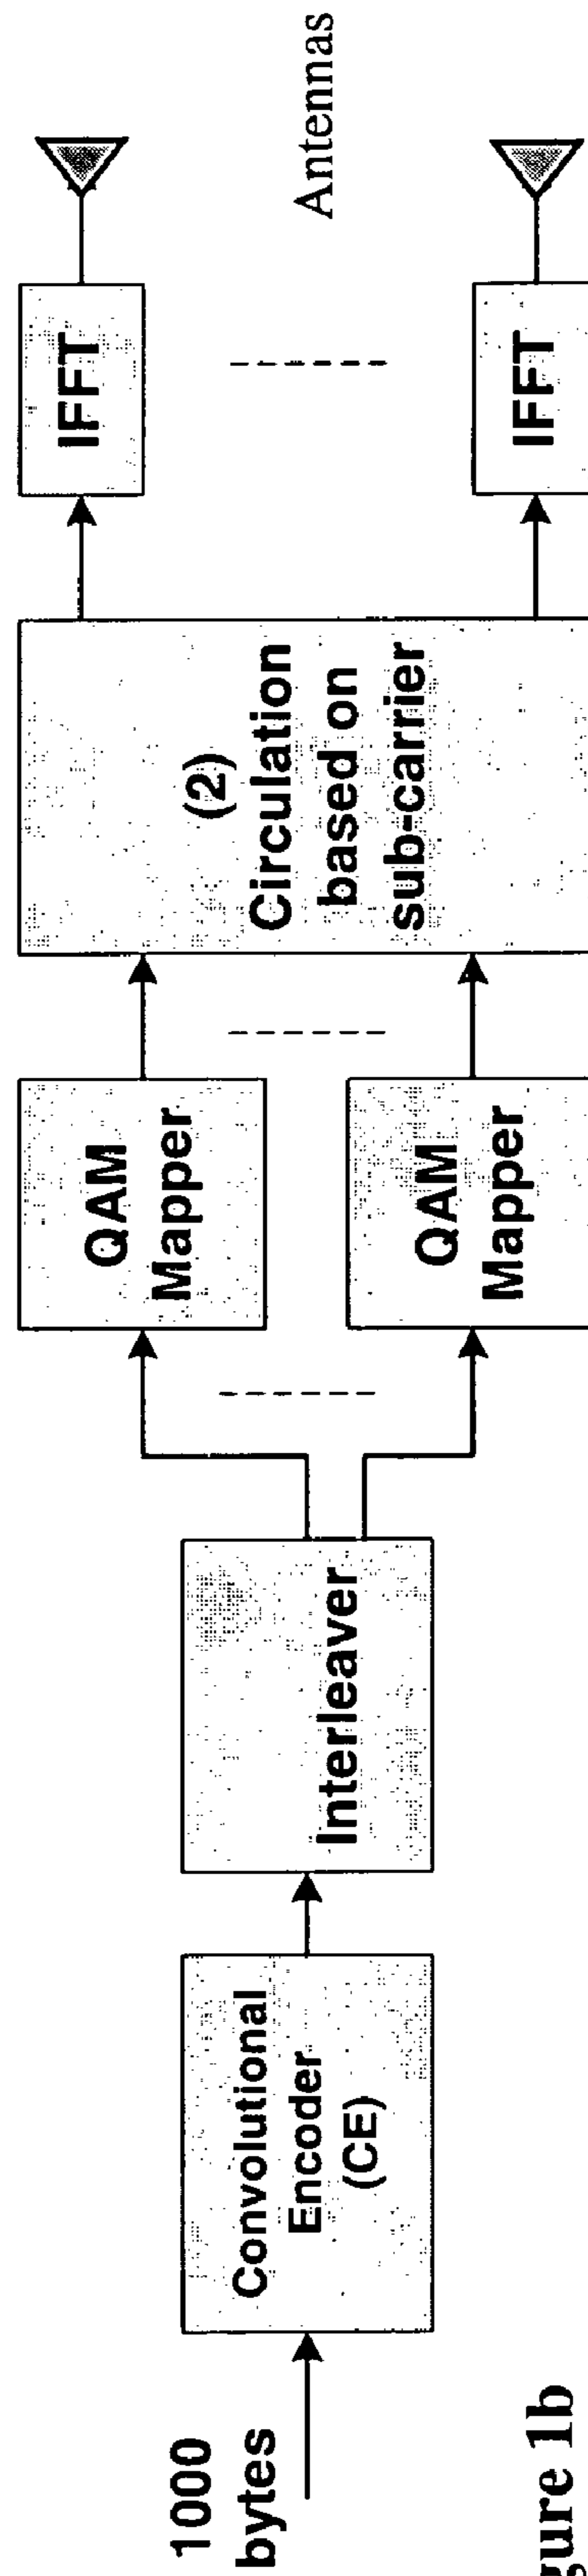 1000
bytes
Convolutional
Encoder
(CE)
Interleaver
QAM
Mapper
QAM
Mapper
(2)
Circulation
based on
sub-carrier
IFFT
IFFT
Antennas
gure 1b